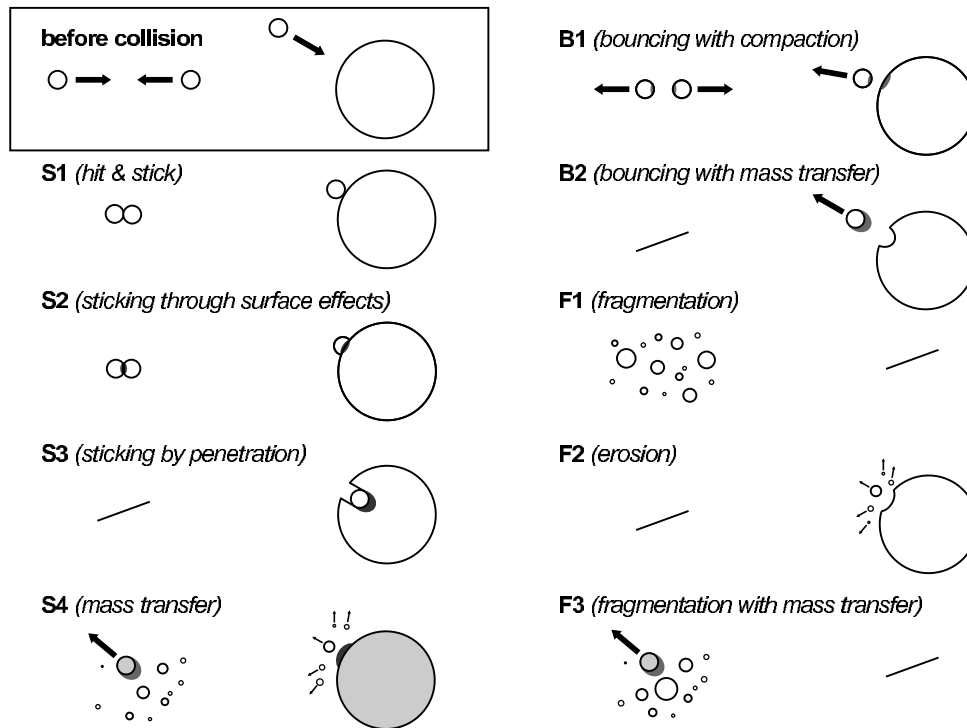 before collision
S1 (hit & stick)
S2 (sticking through surface effects)
S3 (sticking by penetration)
S4 (mass transfer)
B1 (bouncing with compaction)
B2 (bouncing with mass transfer)
F1 (fragmentation)
F2 (erosion)
F3 (fragmentation with mass transfer)